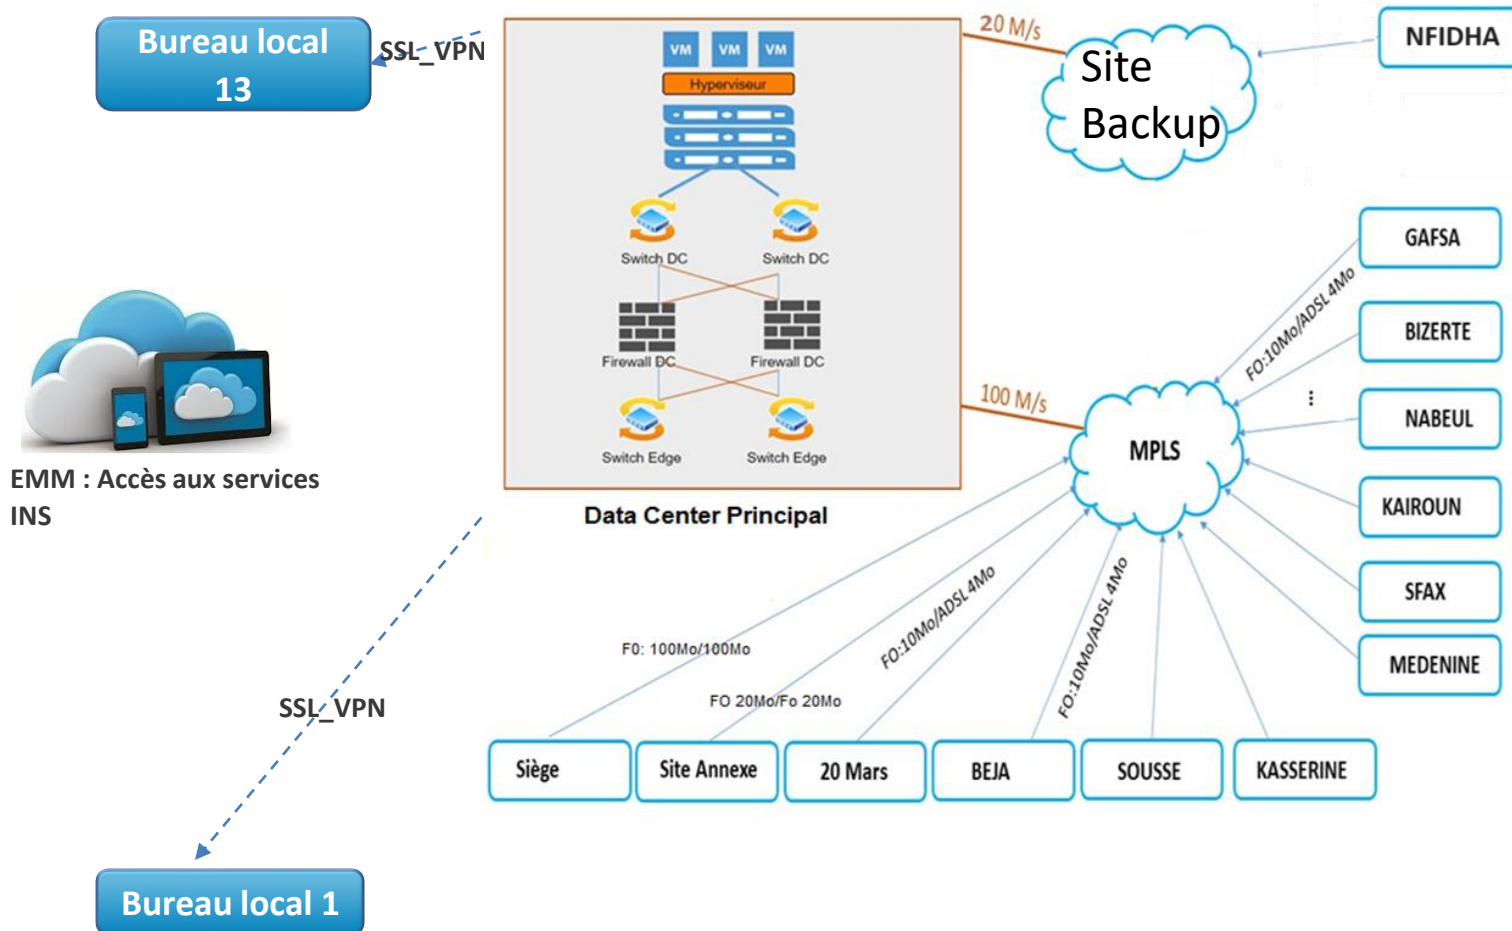 Bureau local
13
SSL_VPN
VM
VM
VM
Hyperviseur
Switch DC
Switch DC
Firewall DC
Firewall DC
Switch Edge
Switch Edge
Data Center Principal
20 M/s
Site
Backup
NFIDHA
EMM : Accès aux services
INS
100 M/s
MPLS
GAFSA
FO:10Mo/ADSL 4Mo
BIZERTE
...
NABEUL
KAIROUN
SFAX
MEDENINE
F0: 100Mo/100Mo
FO 20Mo/Fo 20Mo
FO:10Mo/ADSL 4Mo
FO:10Mo/ADSL 4Mo
SSL_VPN
Siège
Site Annexe
20 Mars
BEJA
SOUSSE
KASSERINE
Bureau local 1